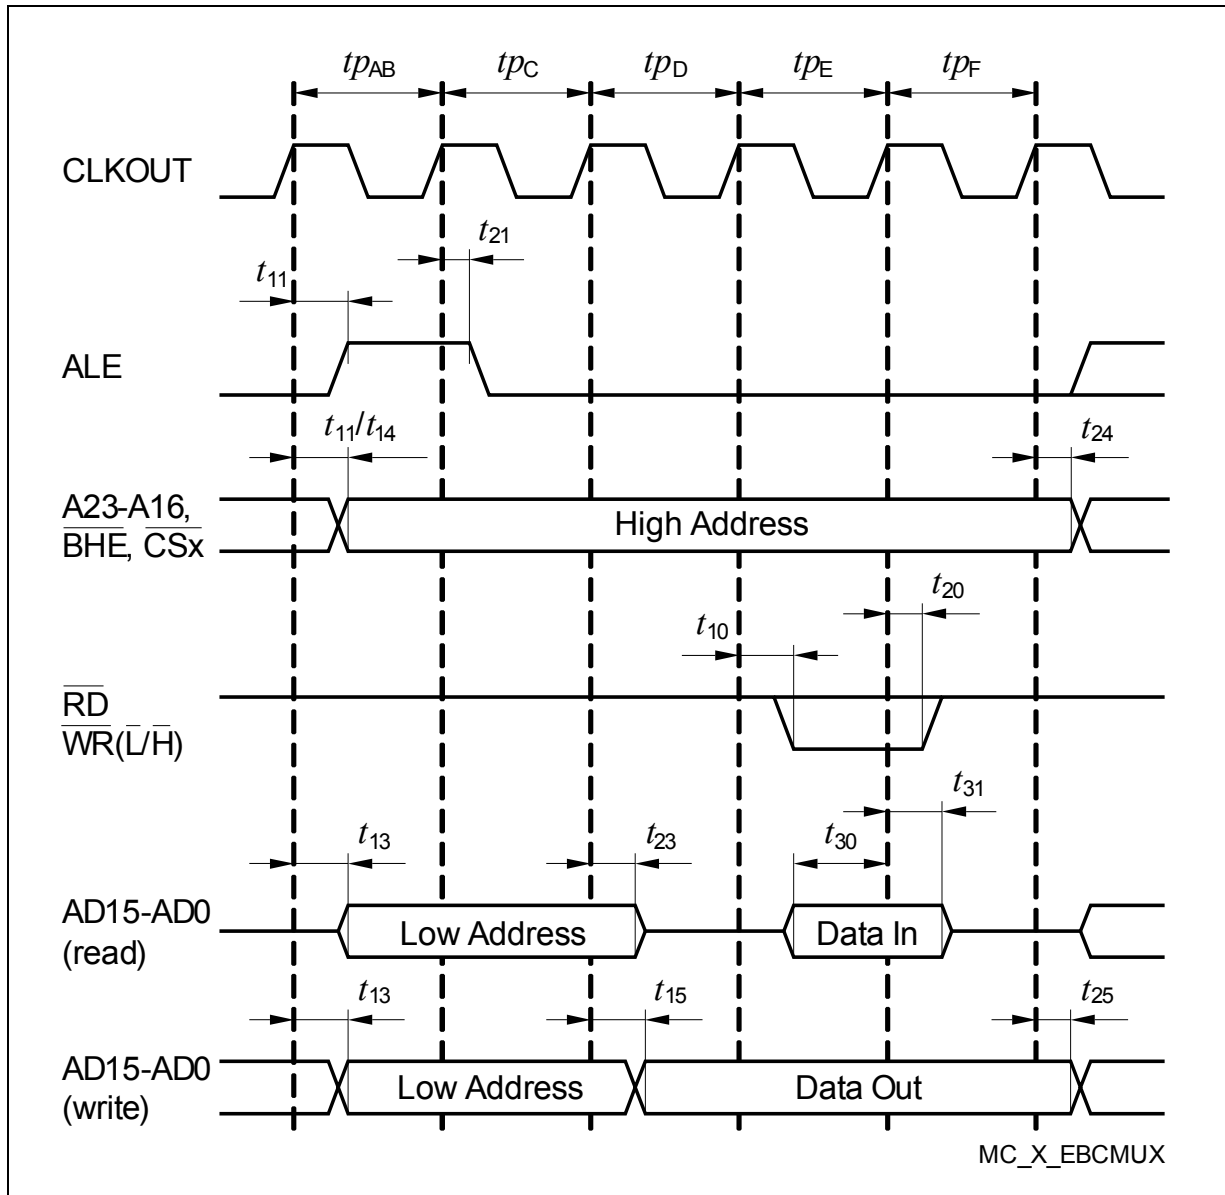 tpAB tpC tpD tpE tpF
CLKOUT
t21
t11
ALE
t11/t14 t24
A23-A16,
BHE, CSx
High Address
t20
t10
RD
WR(L/H)
t31
t13 t23 t30
AD15-AD0
(read)
Low Address Data In
t13 t15 t25
AD15-AD0
(write)
Low Address Data Out
MC_X_EBCMUX